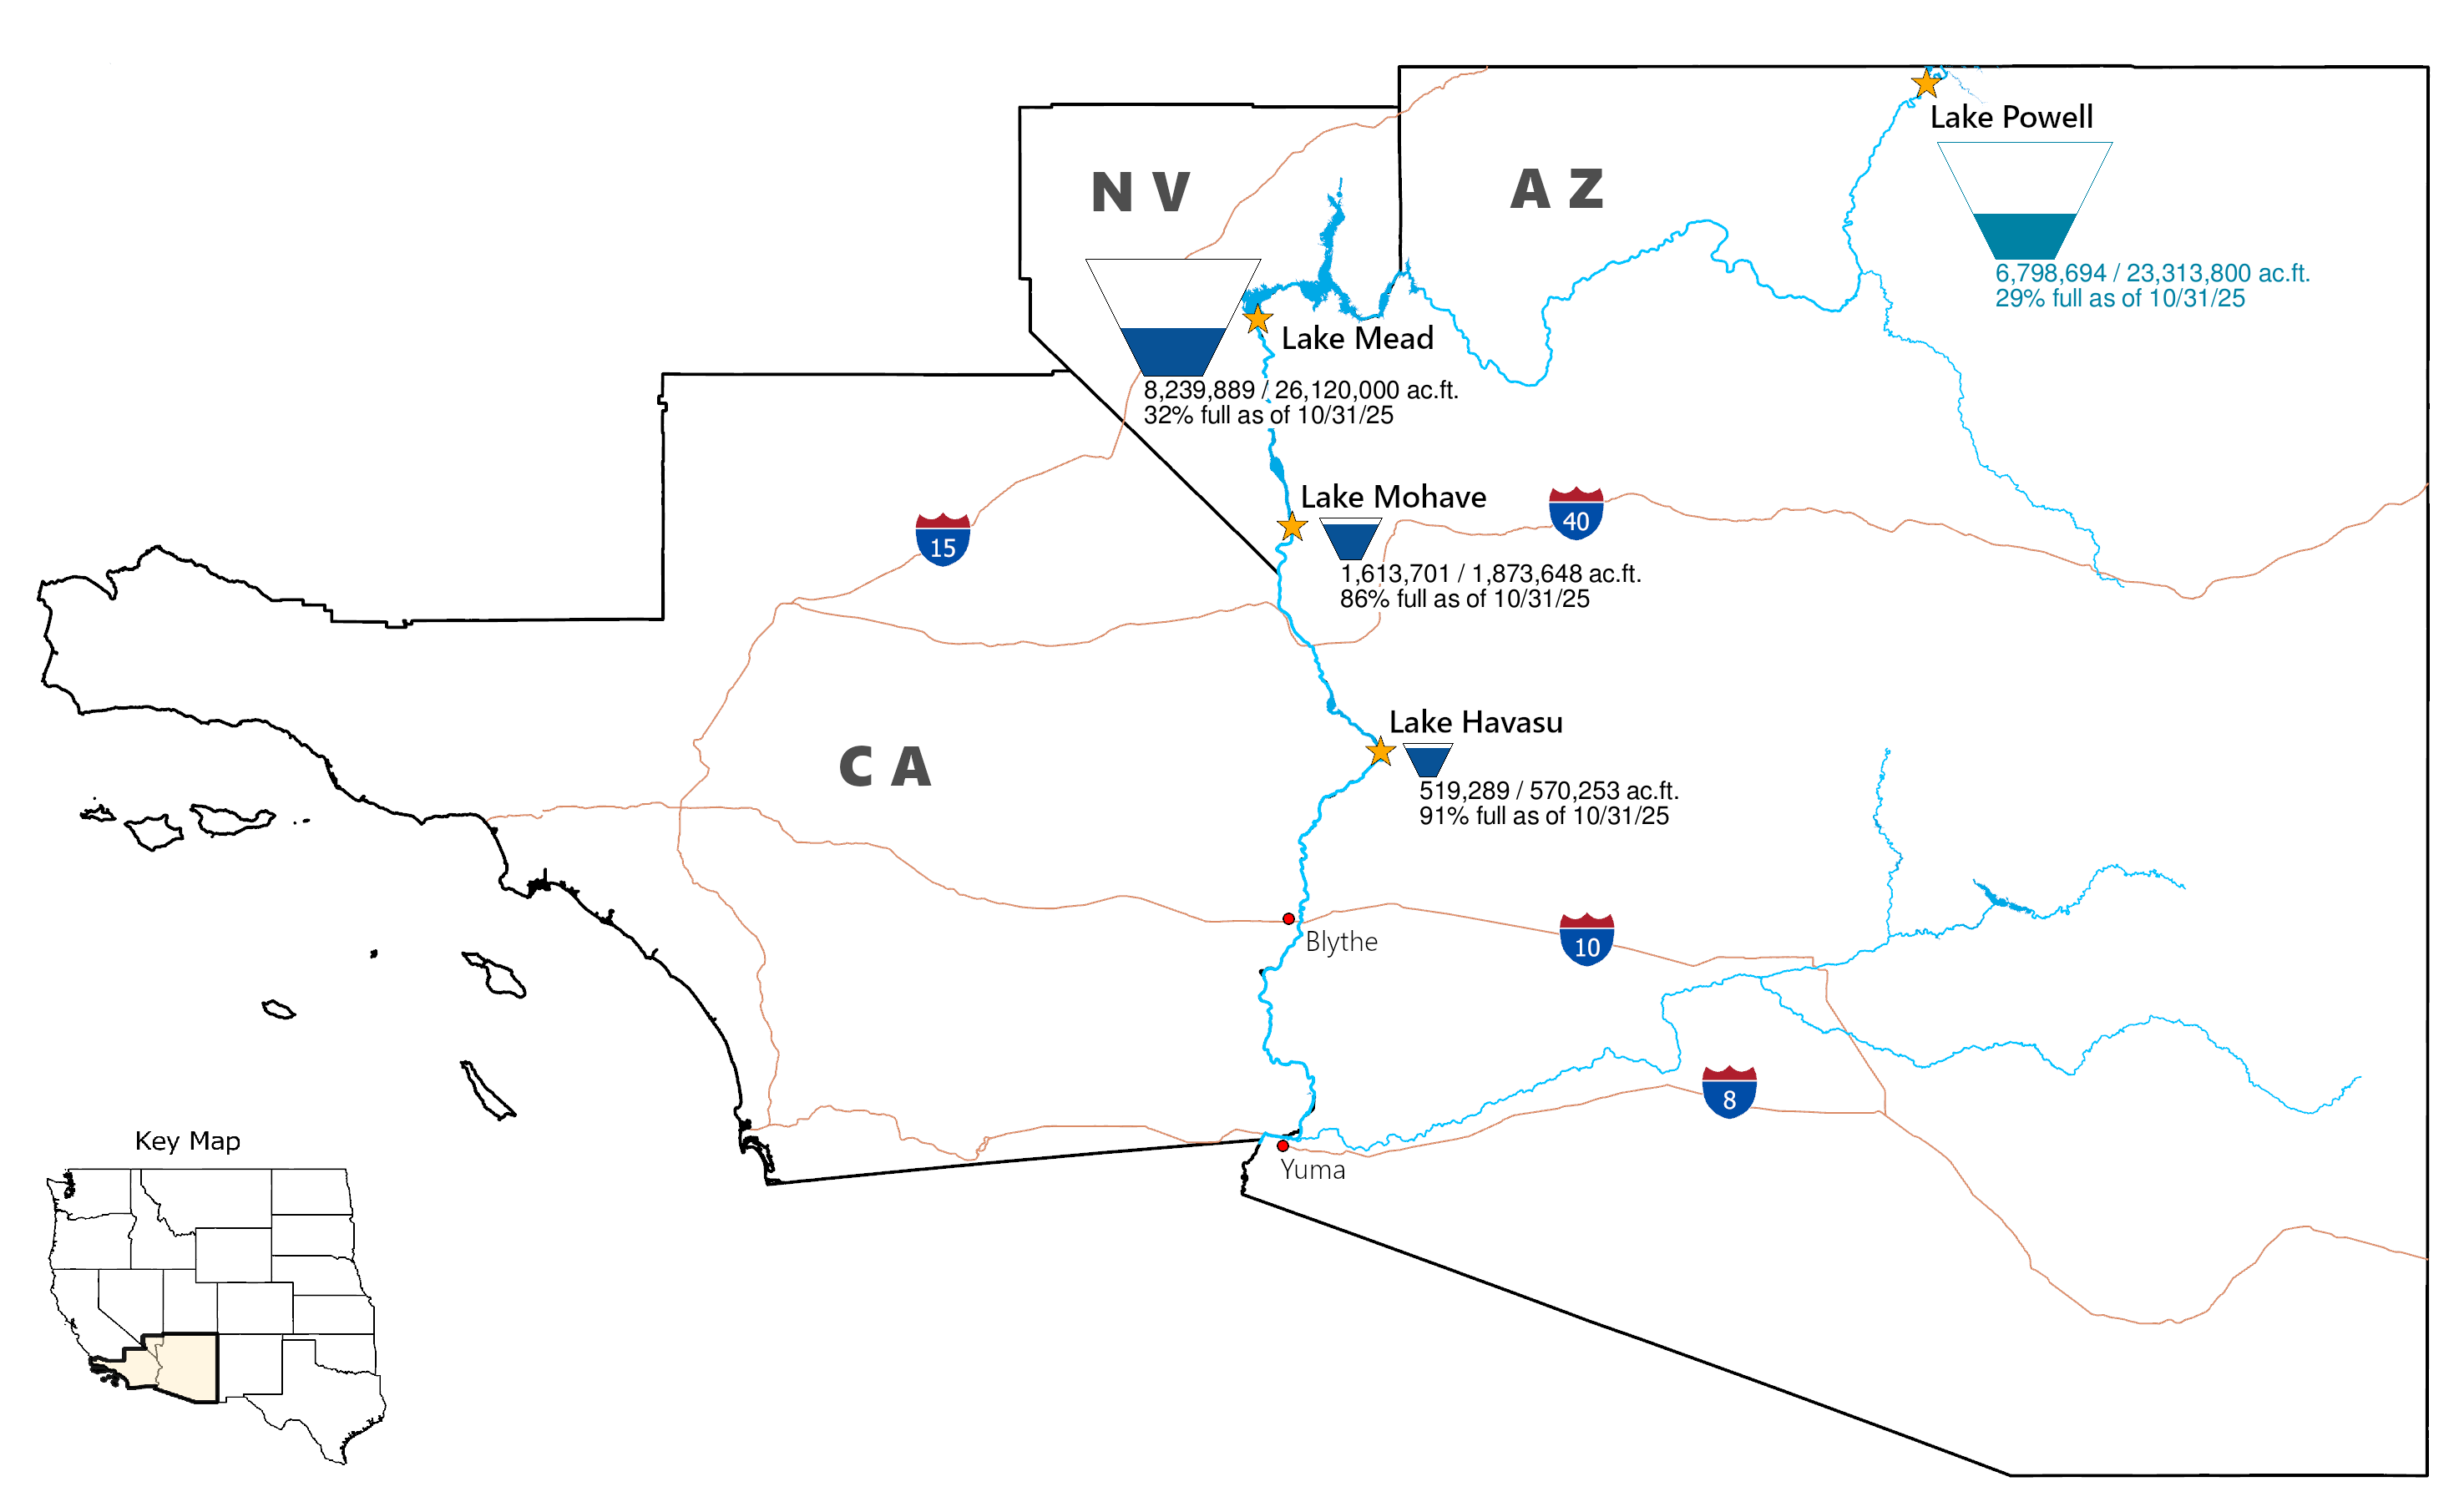 Lake Powell
N V
A Z
6,798,694 / 23,313,800 ac.ft.
29% full as of 10/31/25
Lake Mead
8,239,889 / 26,120,000 ac.ft.
32% full as of 10/31/25
Lake Mohave
15
40
1,613,701 / 1,873,648 ac.ft.
86% full as of 10/31/25
Lake Havasu
C A
519,289 / 570,253 ac.ft.
91% full as of 10/31/25
Blythe
10
8
Key Map
Yuma